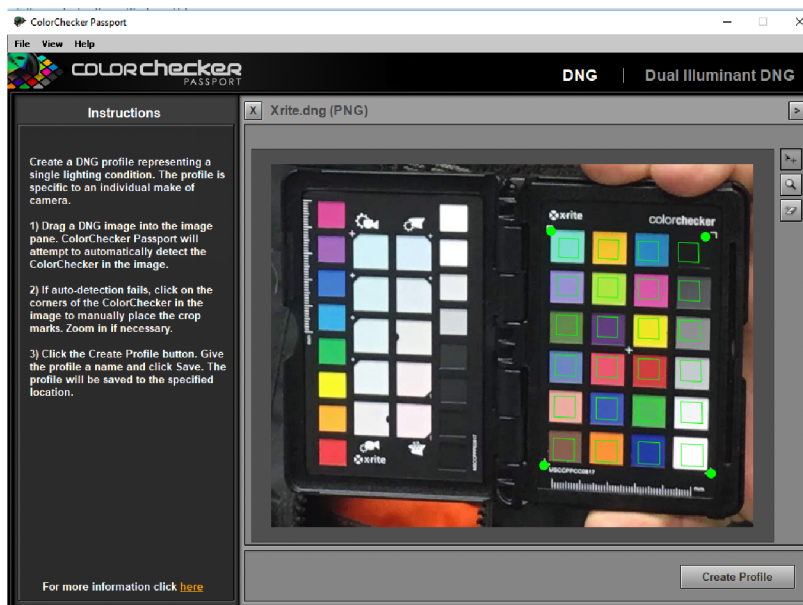 ColorChecker Passport
File View Help
colorchecker
PASSPORT
DNG | Dual Illuminant DNG
Instructions
X Xrite.dng (PNG) >
Create a DNG profile representing a
single lighting condition. The profile is
specific to an individual make of
camera.
1) Drag a DNG image into the image
pane. ColorChecker Passport will
attempt to automatically detect the
ColorChecker in the image.
2) If auto-detection fails, click on the
corners of the ColorChecker in the
image to manually place the crop
marks. Zoom in if necessary.
3) Click the Create Profile button. Give
the profile a name and click Save. The
profile will be saved to the specified
location.
For more information click here
xrite
xrite colorchecker
MSCCPPCC0817
mm
Create Profile